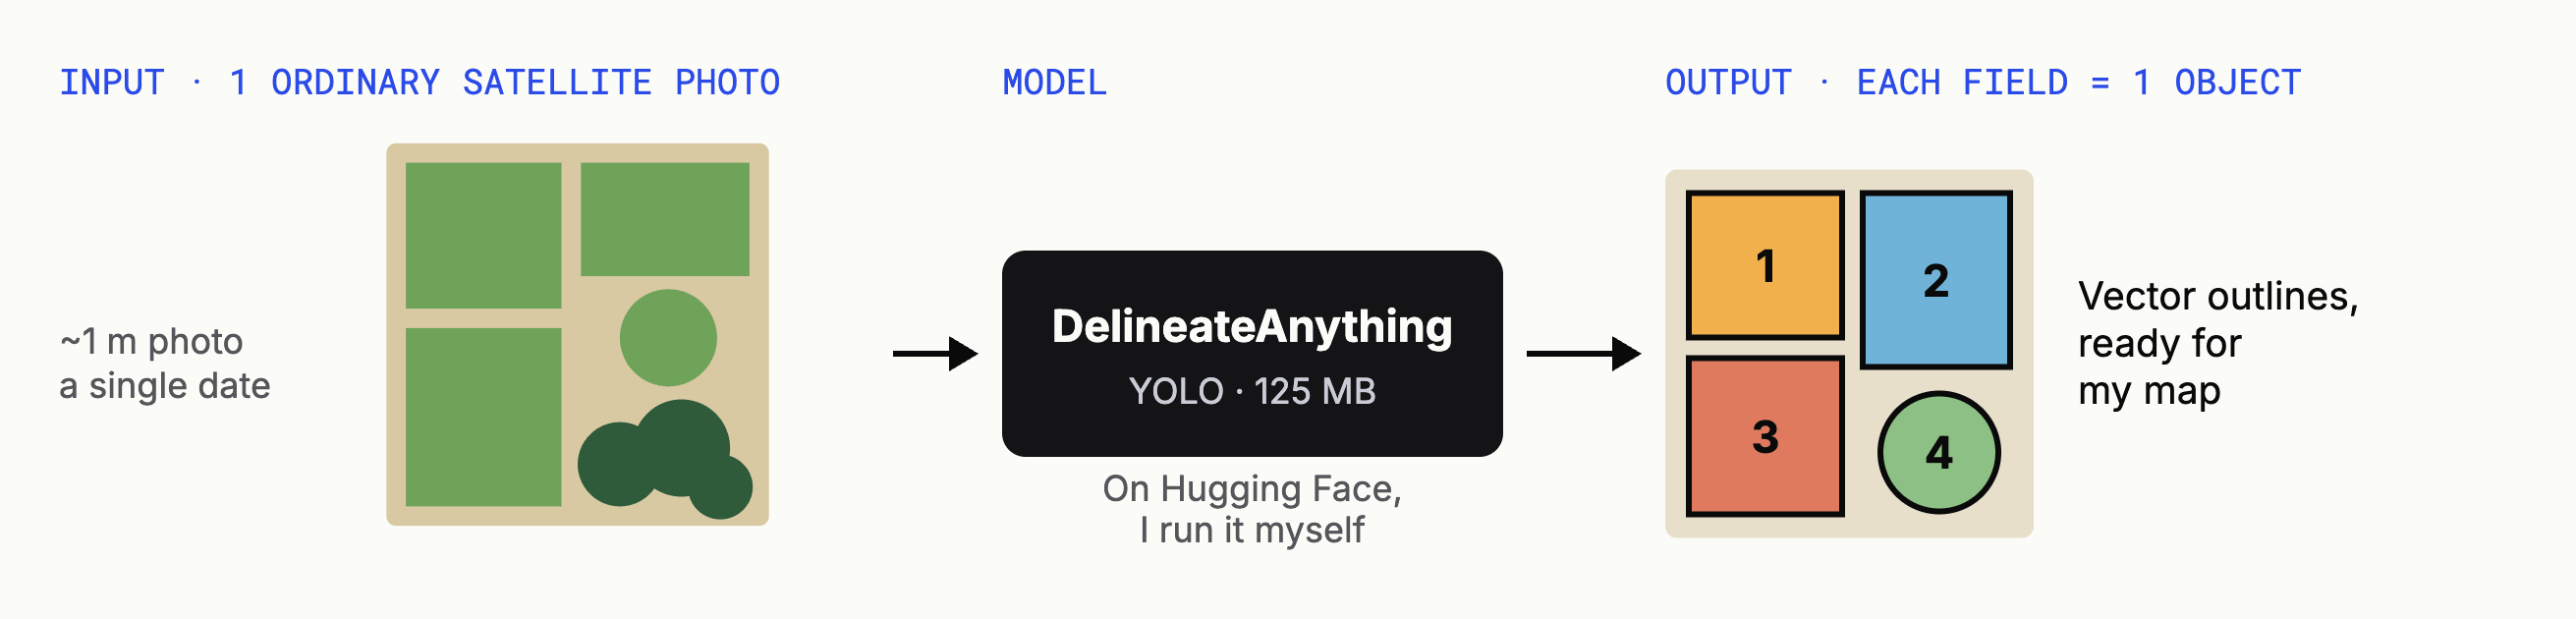 INPUT · 1 ORDINARY SATELLITE PHOTO
MODEL
OUTPUT · EACH FIELD = 1 OBJECT
~1 m photo
a single date
DelineateAnything
YOLO · 125 MB
On Hugging Face,
I run it myself
1
2
3
4
Vector outlines,
ready for
my map